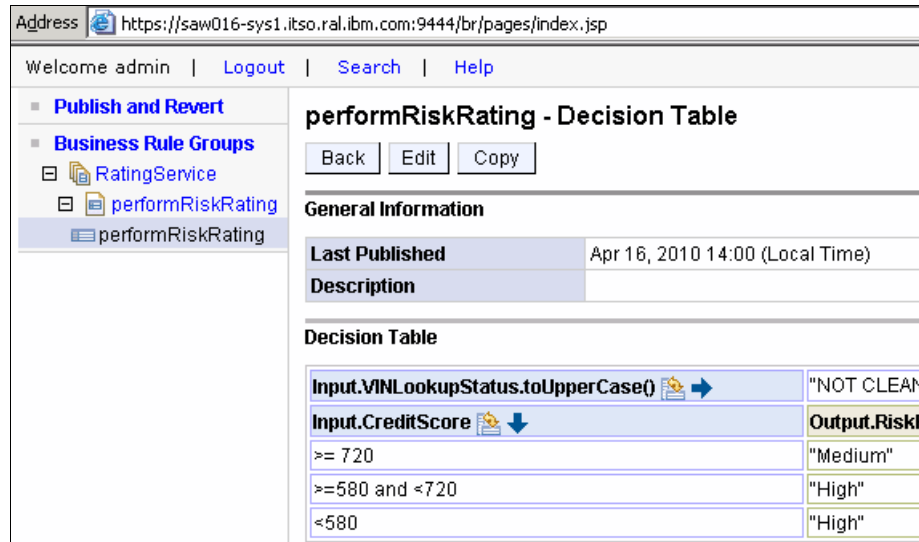 Address https://saw016-sys1.itso.ral.ibm.com:9444/br/pages/index.jsp
Welcome admin | Logout | Search | Help
Publish and Revert
Business Rule Groups
RatingService
performRiskRating
performRiskRating
performRiskRating - Decision Table
Back Edit Copy
General Information
Last Published Apr 16, 2010 14:00 (Local Time)
Description
Decision Table
Input.VINLookupStatus.toUpperCase() "NOT CLEAN
Input.CreditScore Output.Risk
>= 720 "Medium"
>=580 and <720 "High"
<580 "High"